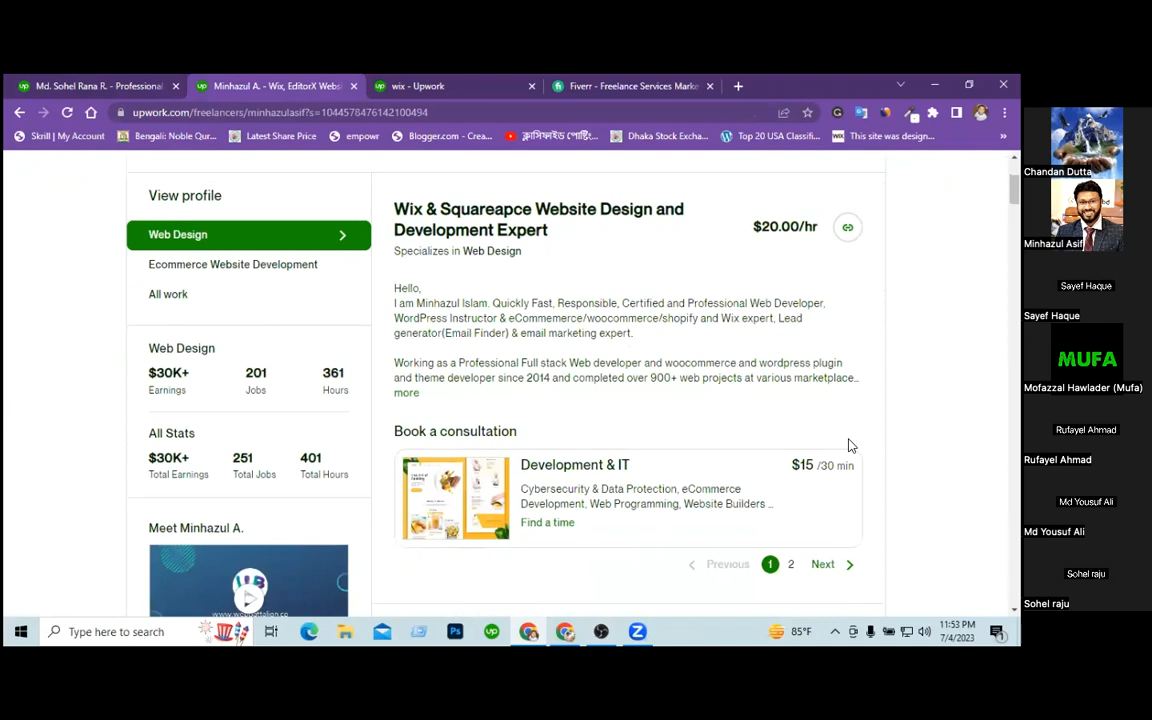 Md. Sohel Rana R. - Professional
Minhazul A. - Wix, EditorX Websi
wix - Upwork
Fiverr - Freelance Services Marke
upwork.com/freelancers/minhazulasif?s=1044578476142100494
Skrill | My Account
Bengali: Noble Qur...
Latest Share Price
empowr
Blogger.com - Crea...
ক্লাসিফাইড পোস্টিং...
Dhaka Stock Excha...
Top 20 USA Classifi...
This site was design...
»
View profile
Web Design
Ecommerce Website Development
All work
Web Design
$30K+ 201 361
Earnings Jobs Hours
All Stats
$30K+ 251 401
Total Earnings Total Jobs Total Hours
Meet Minhazul A.
Wix & Squareapce Website Design and
Development Expert
$20.00/hr
Specializes in Web Design
Hello,
I am Minhazul Islam. Quickly Fast, Responsible, Certified and Professional Web Developer,
WordPress Instructor & eCommemerce/woocommerce/shopify and Wix expert, Lead
generator(Email Finder) & email marketing expert.
Working as a Professional Full stack Web developer and woocommerce and wordpress plugin
and theme developer since 2014 and completed over 900+ web projects at various marketplace...
more
Book a consultation
Development & IT
$15 /30 min
Cybersecurity & Data Protection, eCommerce
Development, Web Programming, Website Builders ...
Find a time
Previous 1 2 Next
Type here to search
85°F
11:53 PM
7/4/2023
Chandan Dutta
Minhazul Asif
Sayef Haque
Sayef Haque
MUFA
Mofazzal Hawlader (Mufa)
Rufayel Ahmad
Rufayel Ahmad
Md Yousuf Ali
Md Yousuf Ali
Sohel raju
Sohel raju